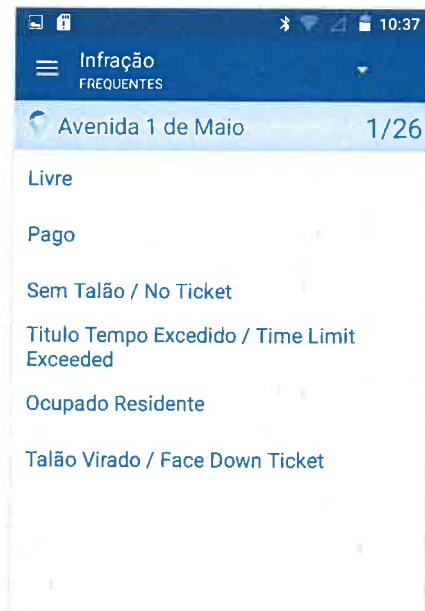 10:37
Infração
FREQUENTES
Avenida 1 de Maio 1/26
Livre
Pago
Sem Talão / No Ticket
Titulo Tempo Excedido / Time Limit
Exceeded
Ocupado Residente
Talão Virado / Face Down Ticket